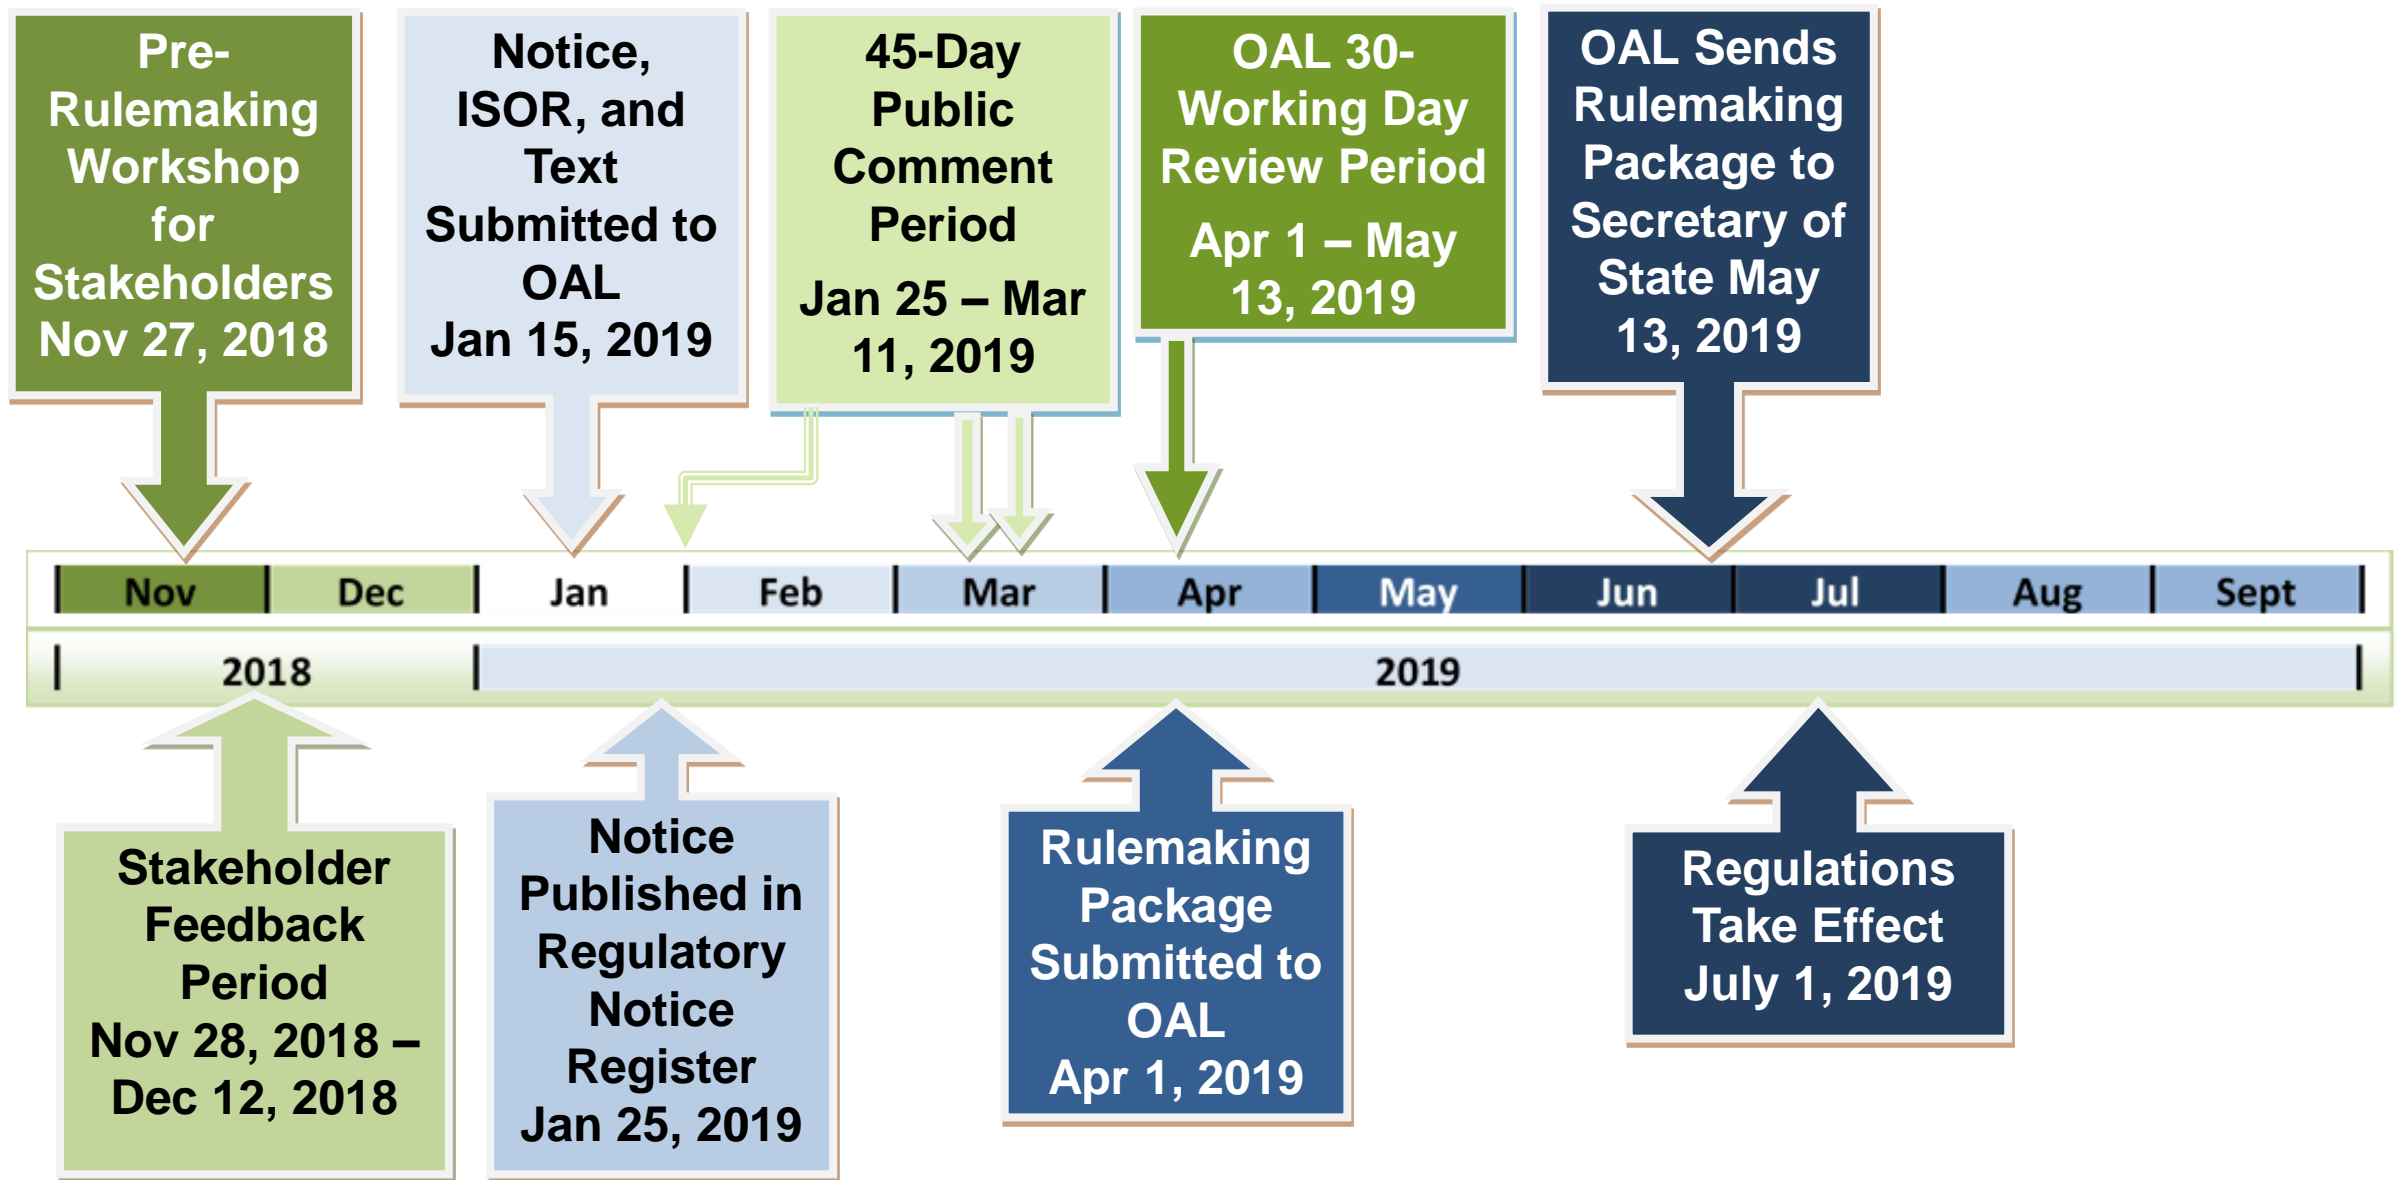 Pre-
Rulemaking
Workshop
for
Stakeholders
Nov 27, 2018
Notice,
ISOR, and
Text
Submitted to
OAL
Jan 15, 2019
45-Day
Public
Comment
Period
Jan 25 – Mar
11, 2019
OAL 30-
Working Day
Review Period
Apr 1 – May
13, 2019
OAL Sends
Rulemaking
Package to
Secretary of
State May
13, 2019
Nov Dec Jan Feb Mar Apr May Jun Jul Aug Sept
2018 2019
Stakeholder
Feedback
Period
Nov 28, 2018 –
Dec 12, 2018
Notice
Published in
Regulatory
Notice
Register
Jan 25, 2019
Rulemaking
Package
Submitted to
OAL
Apr 1, 2019
Regulations
Take Effect
July 1, 2019